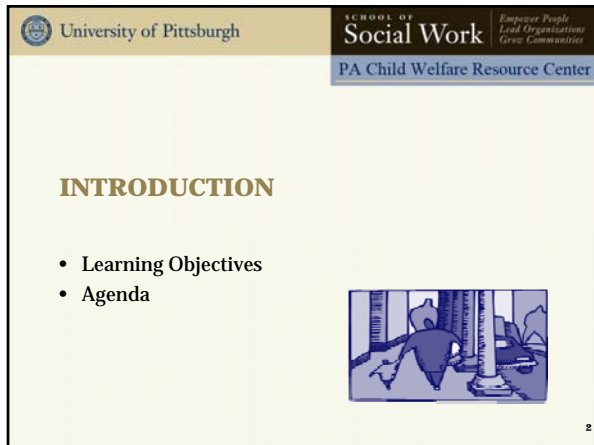 University of Pittsburgh
SCHOOL OF
Social Work
Empower People
Lead Organizations
Grow Communities
PA Child Welfare Resource Center
INTRODUCTION
• Learning Objectives
• Agenda
2